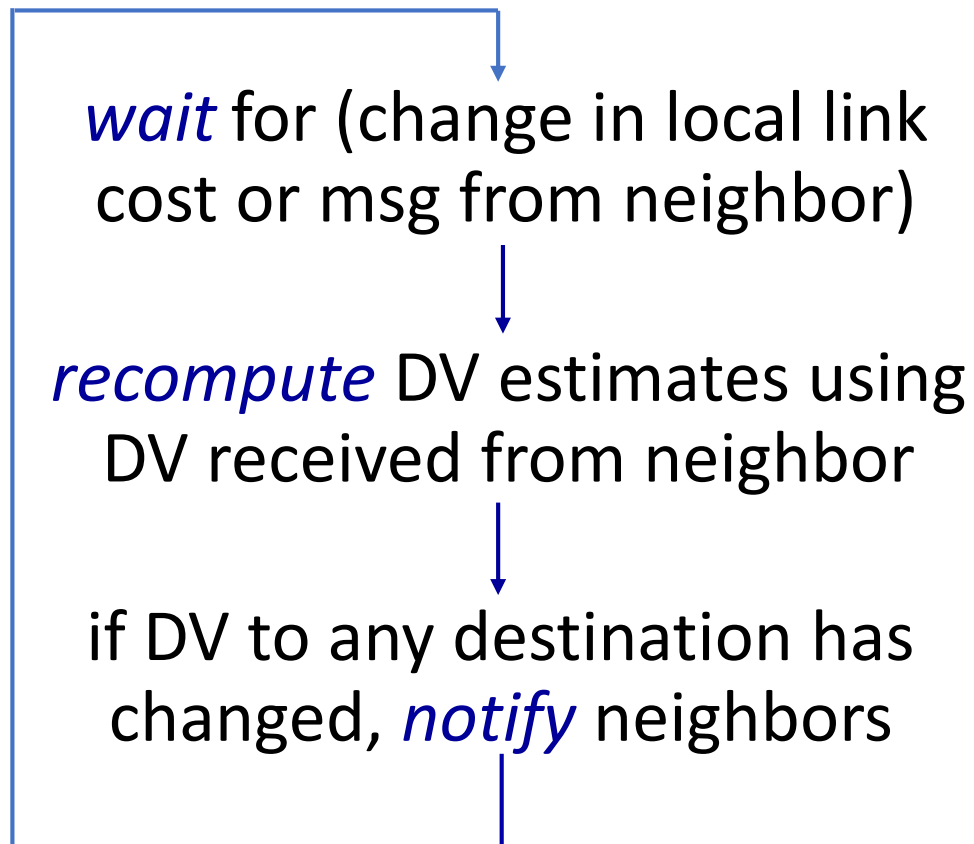 wait for (change in local link
cost or msg from neighbor)
recompute DV estimates using
DV received from neighbor
if DV to any destination has
changed, notify neighbors